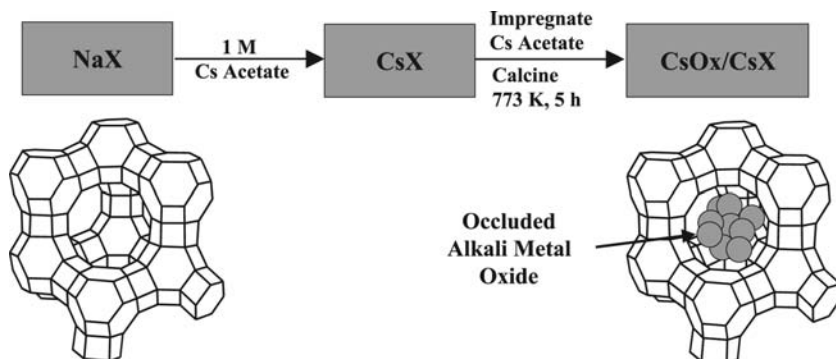 NaX
1 M
Cs Acetate
CsX
Impregnate
Cs Acetate
Calcine
773 K, 5 h
CsOx/CsX
Occluded
Alkali Metal
Oxide